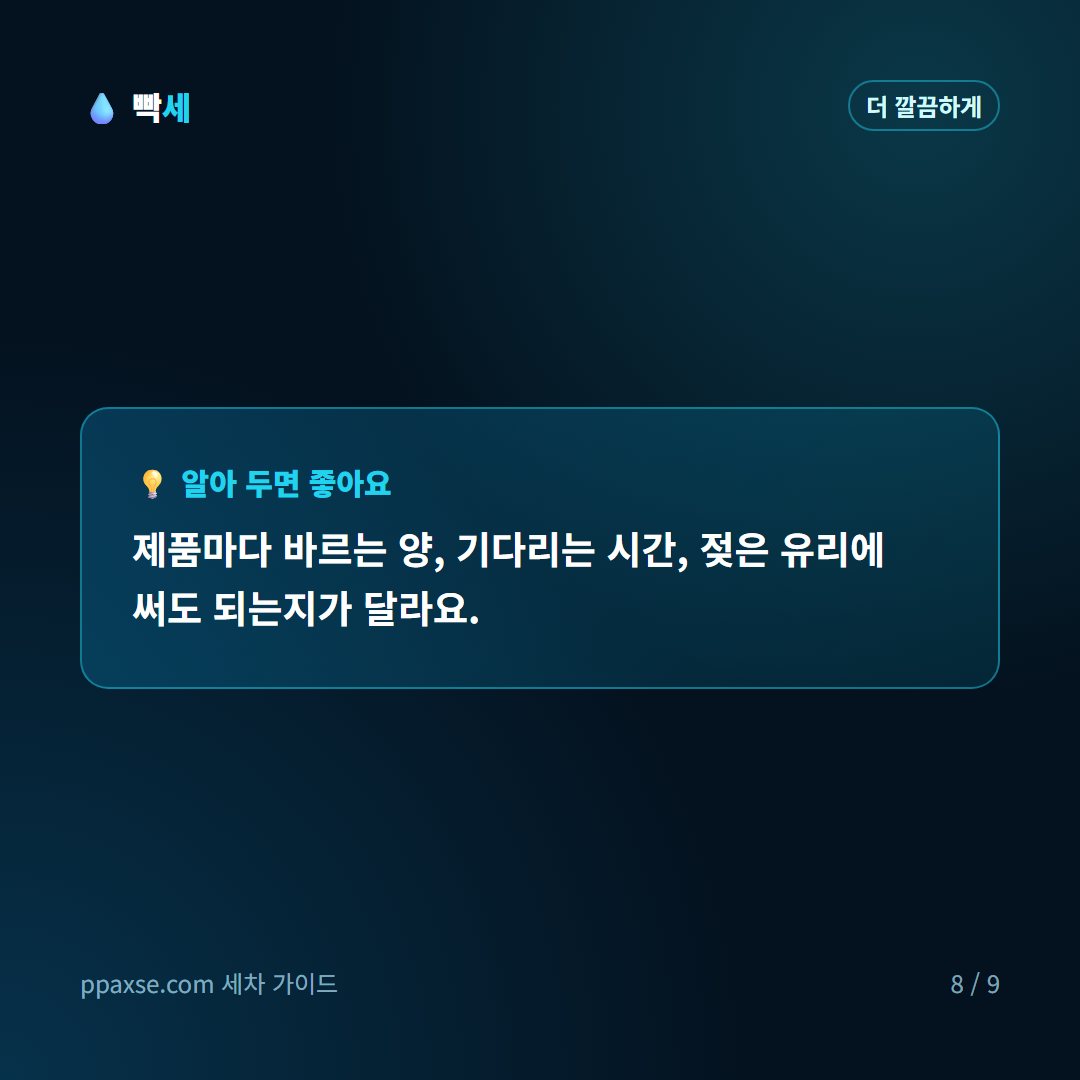 빡세
더 깔끔하게
알아 두면 좋아요
제품마다 바르는 양, 기다리는 시간, 젖은 유리에
써도 되는지가 달라요.
ppaxse.com 세차 가이드
8 / 9